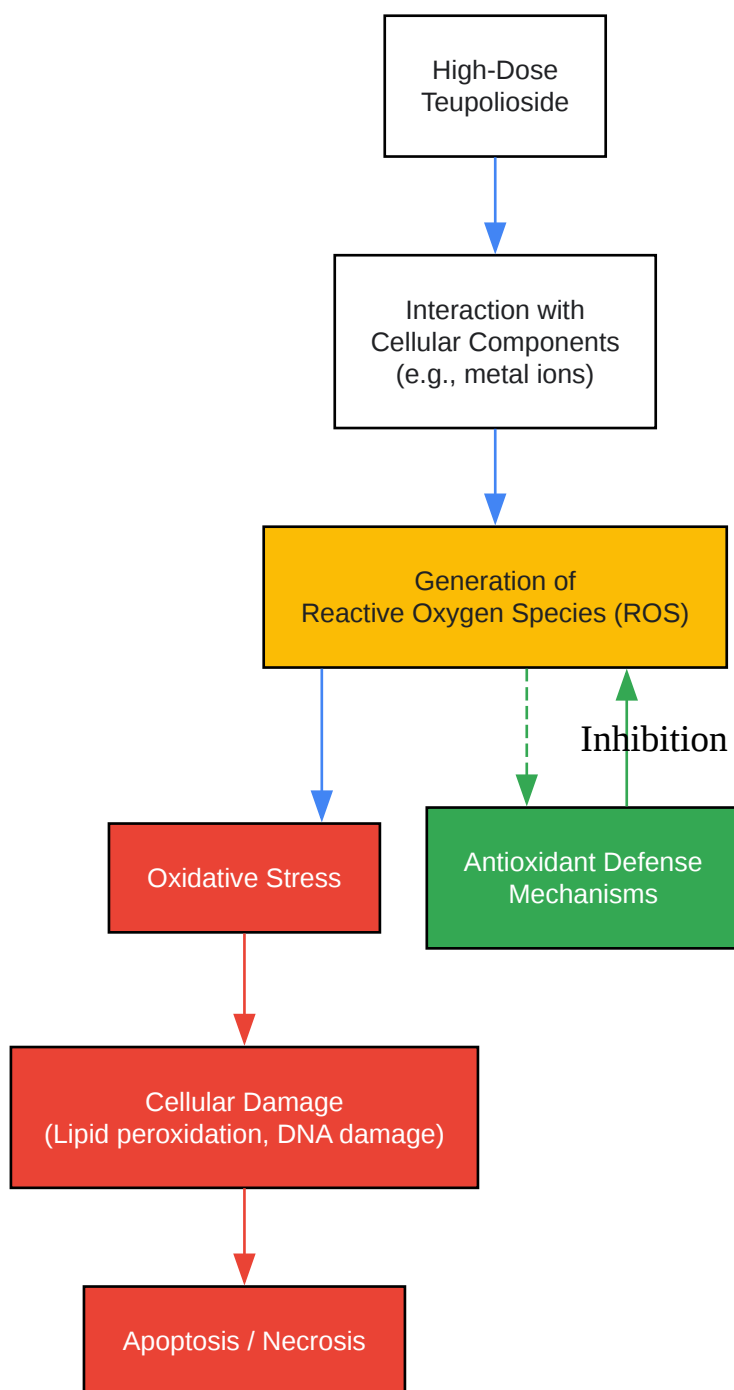 High-Dose
Teupolioside
Interaction with
Cellular Components
(e.g., metal ions)
Generation of
Reactive Oxygen Species (ROS)
Inhibition
Oxidative Stress
Antioxidant Defense
Mechanisms
Cellular Damage
(Lipid peroxidation, DNA damage)
Apoptosis / Necrosis